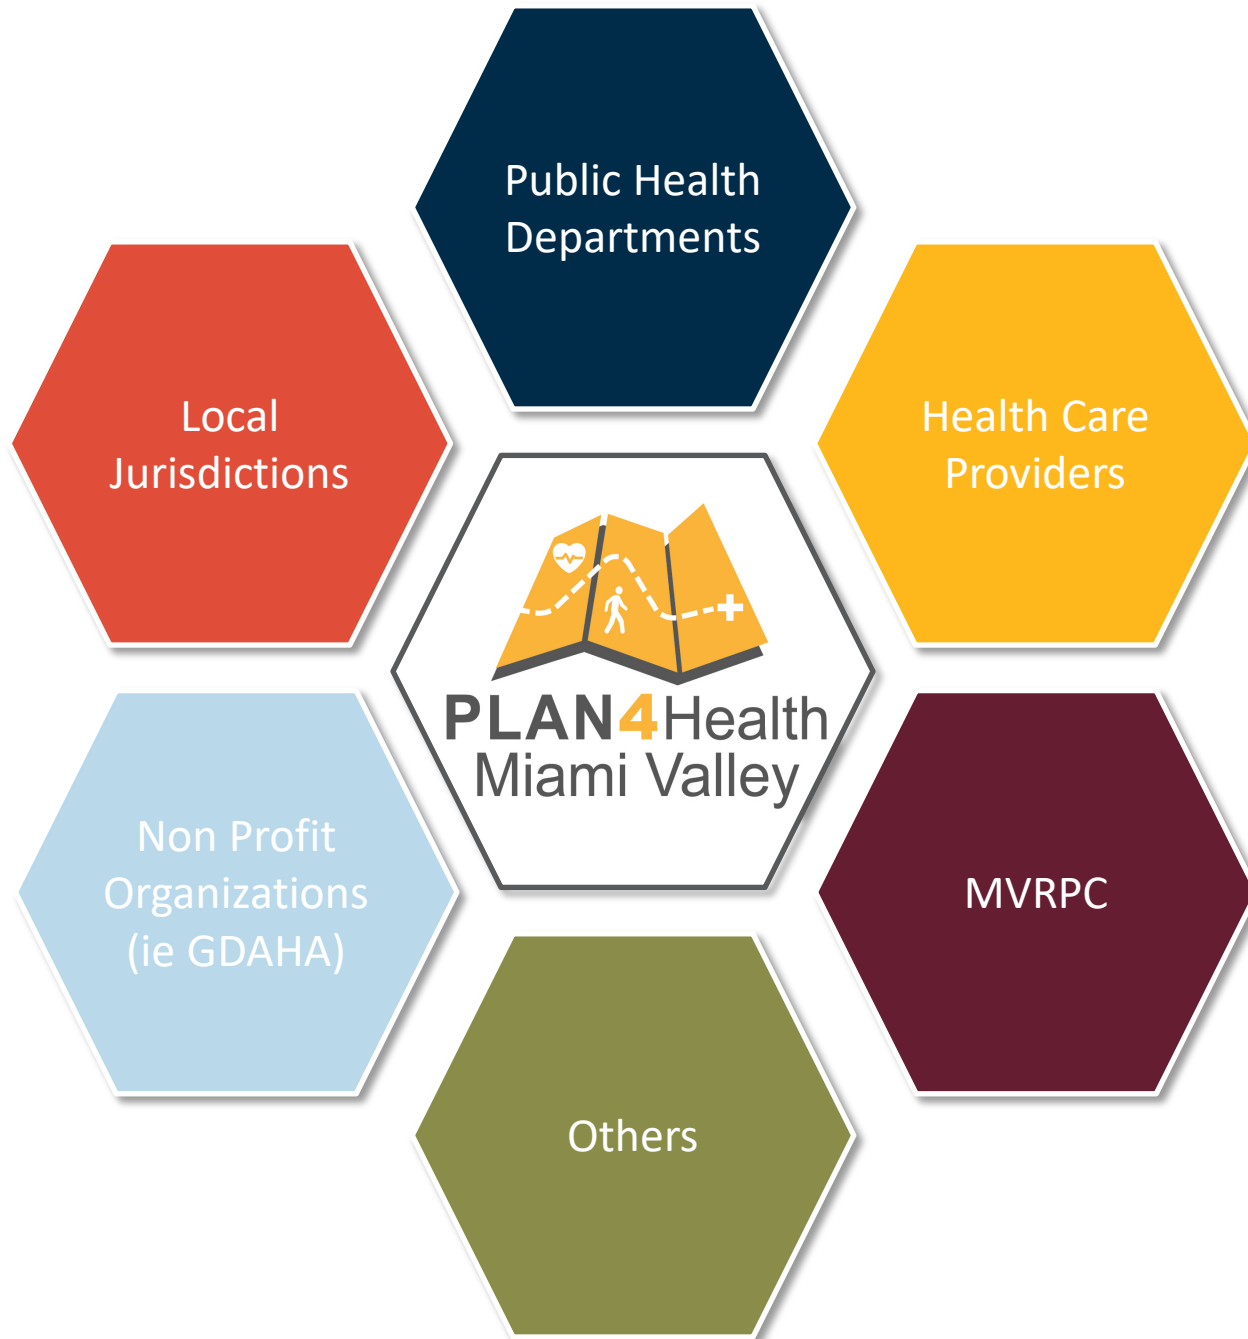 Public Health
Departments
Local
Jurisdictions
Health Care
Providers
PLAN4Health
Miami Valley
Non Profit
Organizations
(ie GDAHA)
MVRPC
Others